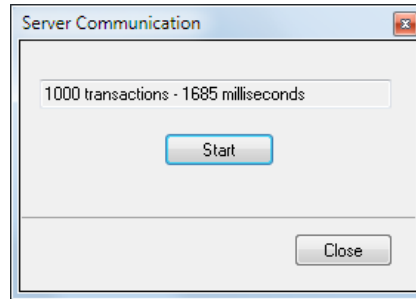 Server Communication
1000 transactions - 1685 milliseconds
Start
Close